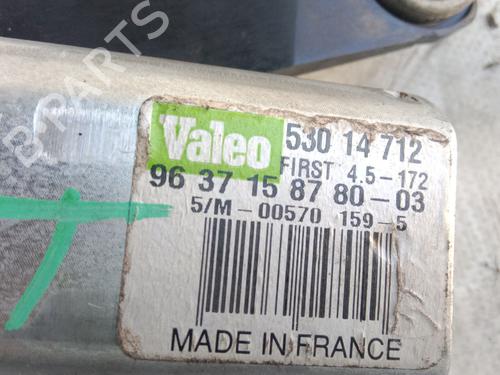 Valeo 530 14 712
FIRST 4.5-172
96 37 15 87 80-03
5/M-00570 159-5
MADE IN FRANCE
B-PARTS